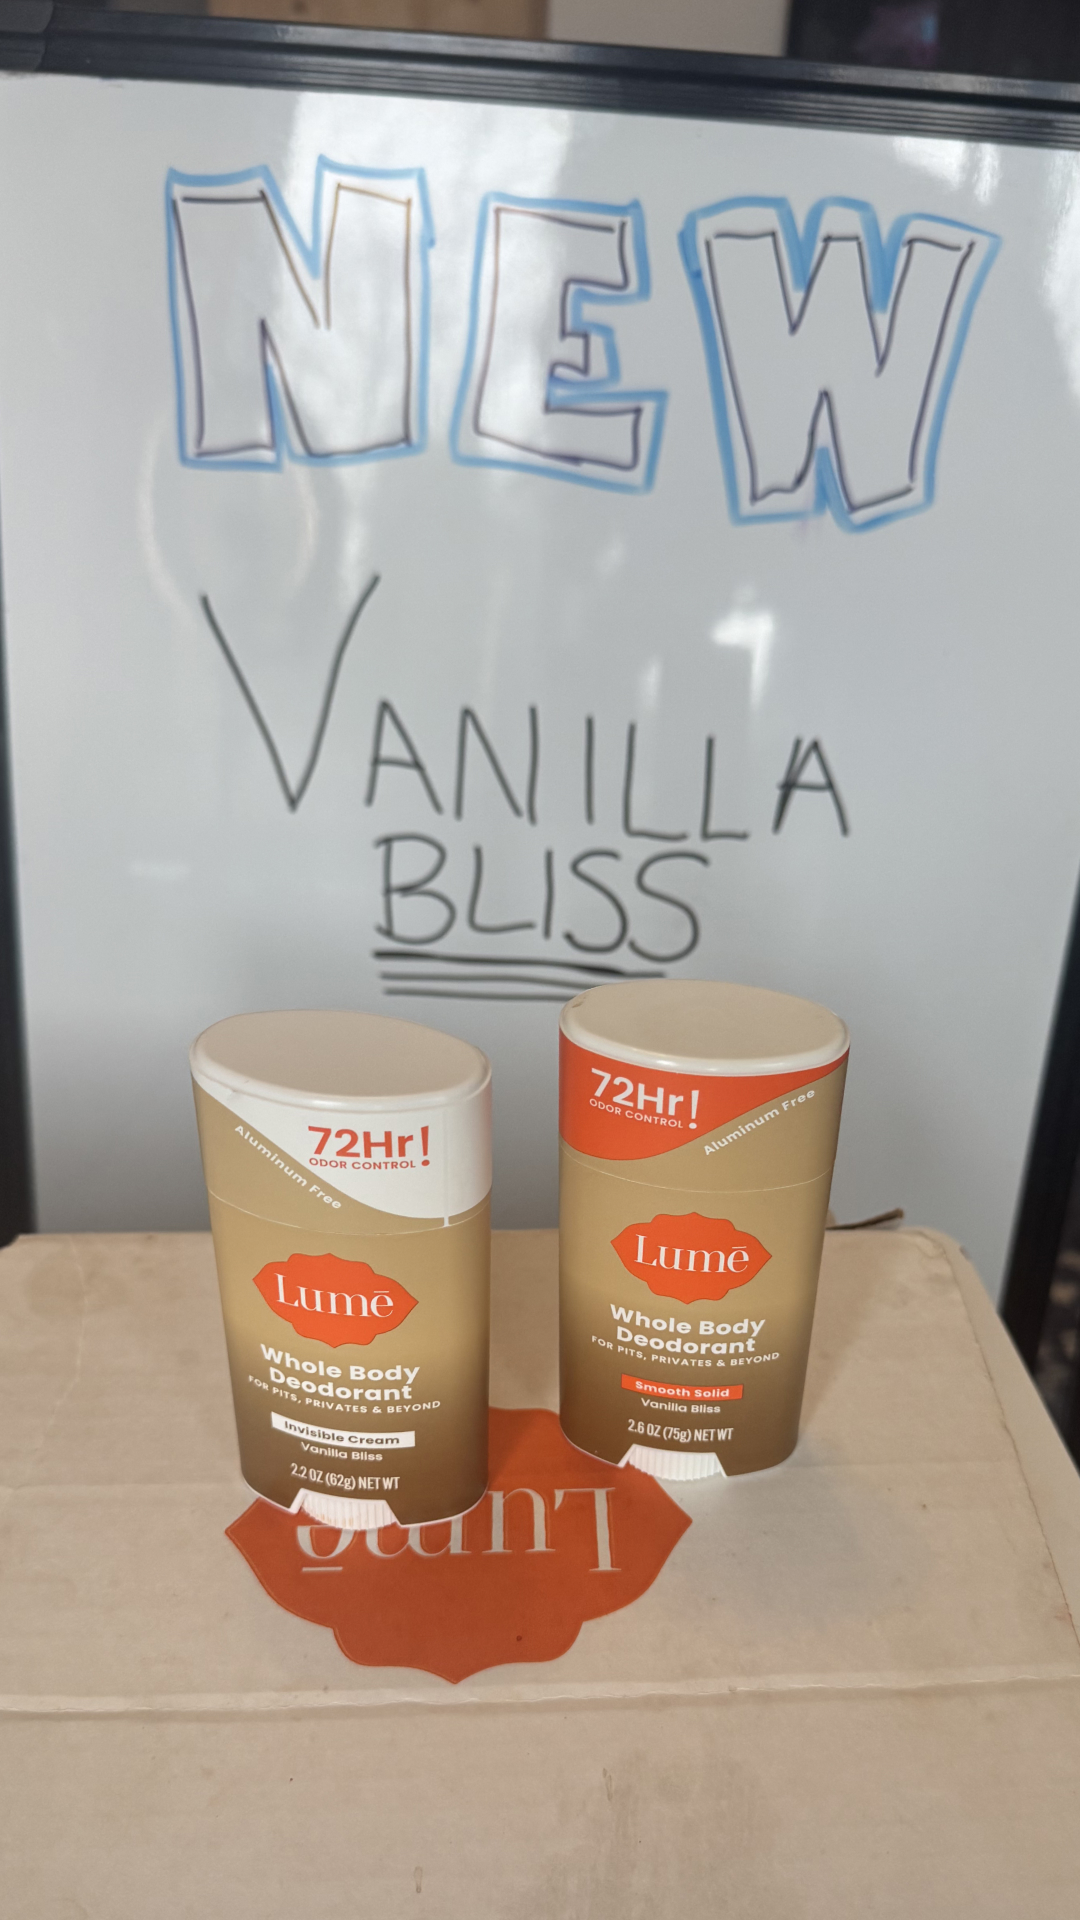 NEW
VANILLA
BLISS
72Hr!
ODOR CONTROL
Aluminum Free
Lumē
Whole Body
Deodorant
FOR PITS, PRIVATES & BEYOND
Invisible Cream
Vanilla Bliss
2.2 OZ (62g) NET WT
72Hr!
ODOR CONTROL
Aluminum Free
Lumē
Whole Body
Deodorant
FOR PITS, PRIVATES & BEYOND
Smooth Solid
Vanilla Bliss
2.6 OZ (75g) NET WT
Lumē